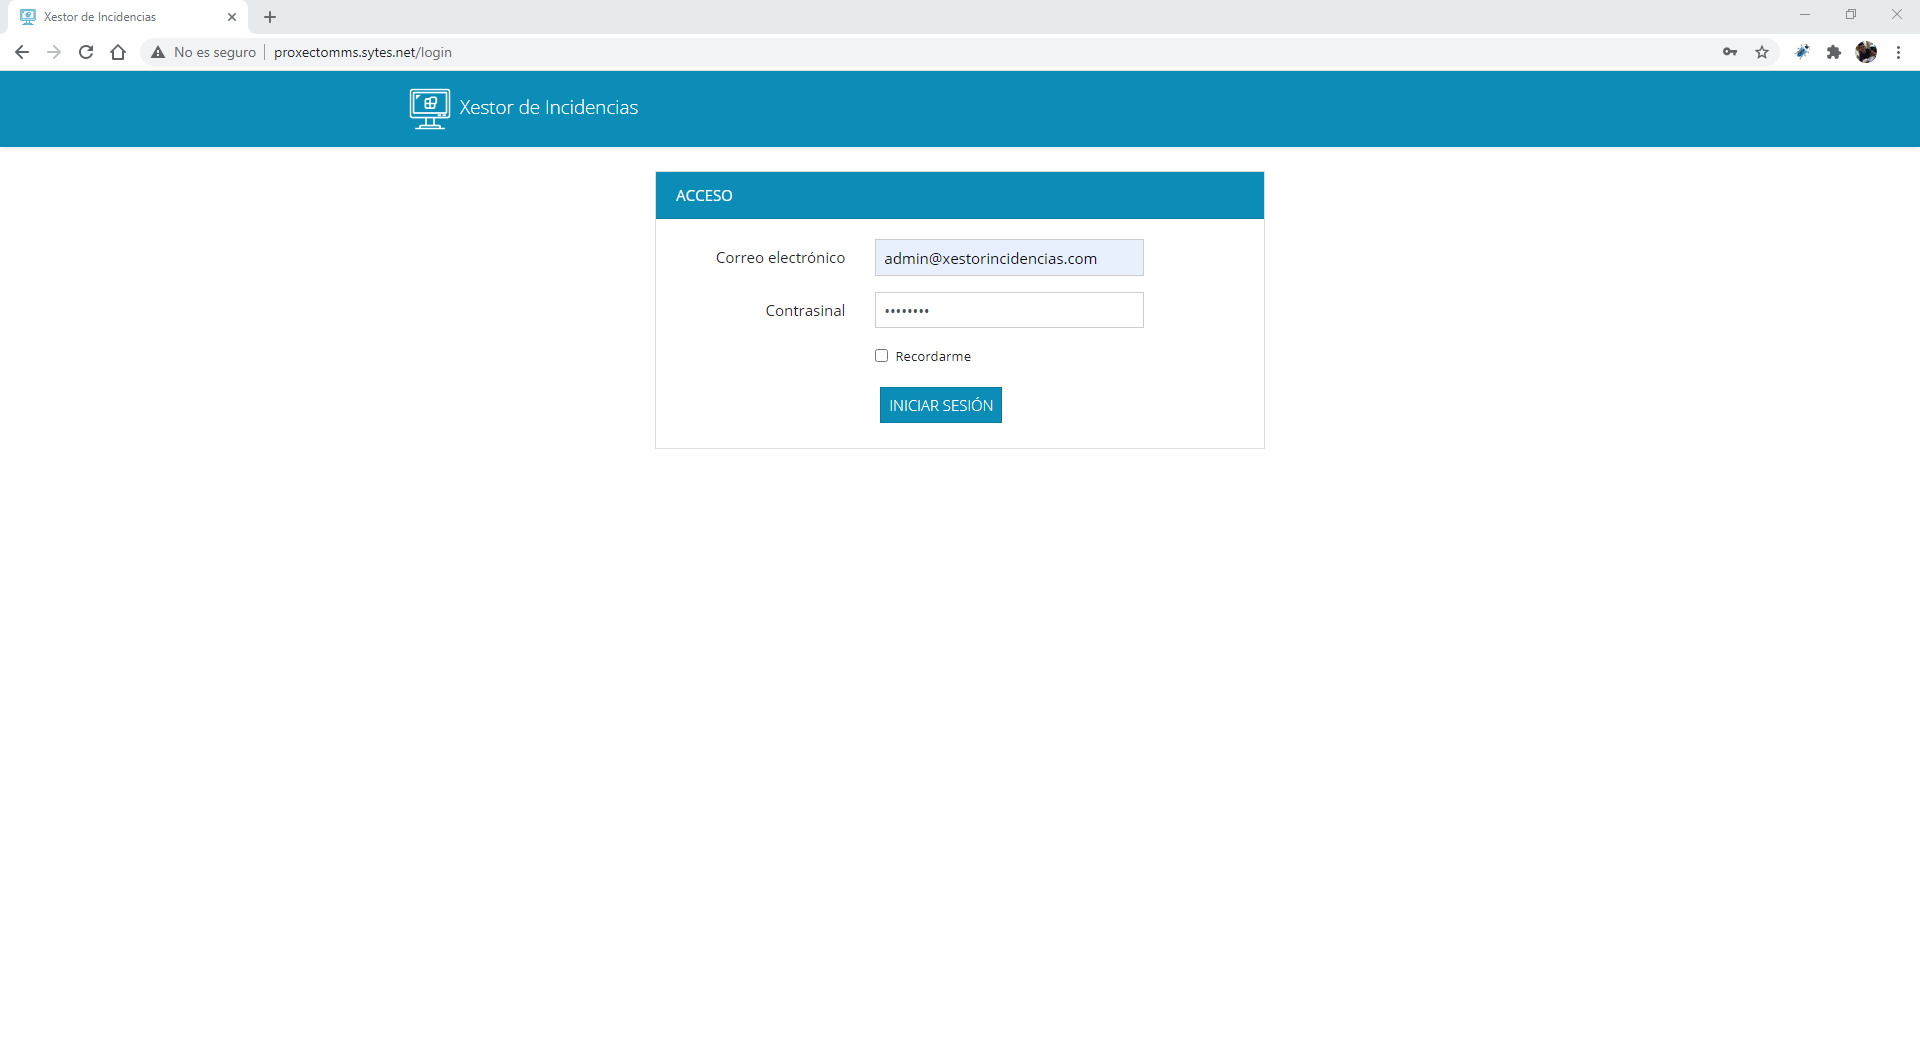 Xestor de Incidencias
No es seguro proxectomms.sytes.net/login
Xestor de Incidencias
ACCESO
Correo electrónico admin@xestorincidencias.com
Contrasinal ••••••••
Recordarme
INICIAR SESIÓN